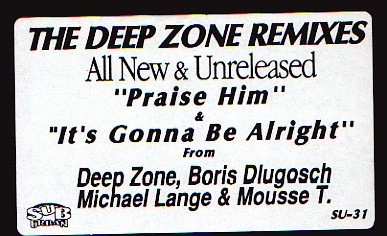 THE DEEP ZONE REMIXES
All New & Unreleased
"Praise Him"
&
"It's Gonna Be Alright"
From
Deep Zone, Boris Dlugosch
Michael Lange & Mousse T.
SUB
URBAN
SU-31